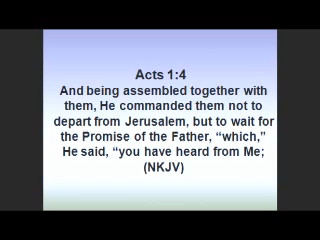 Acts 1:4
And being assembled together with
them, He commanded them not to
depart from Jerusalem, but to wait for
the Promise of the Father, “which,”
He said, “you have heard from Me;
(NKJV)